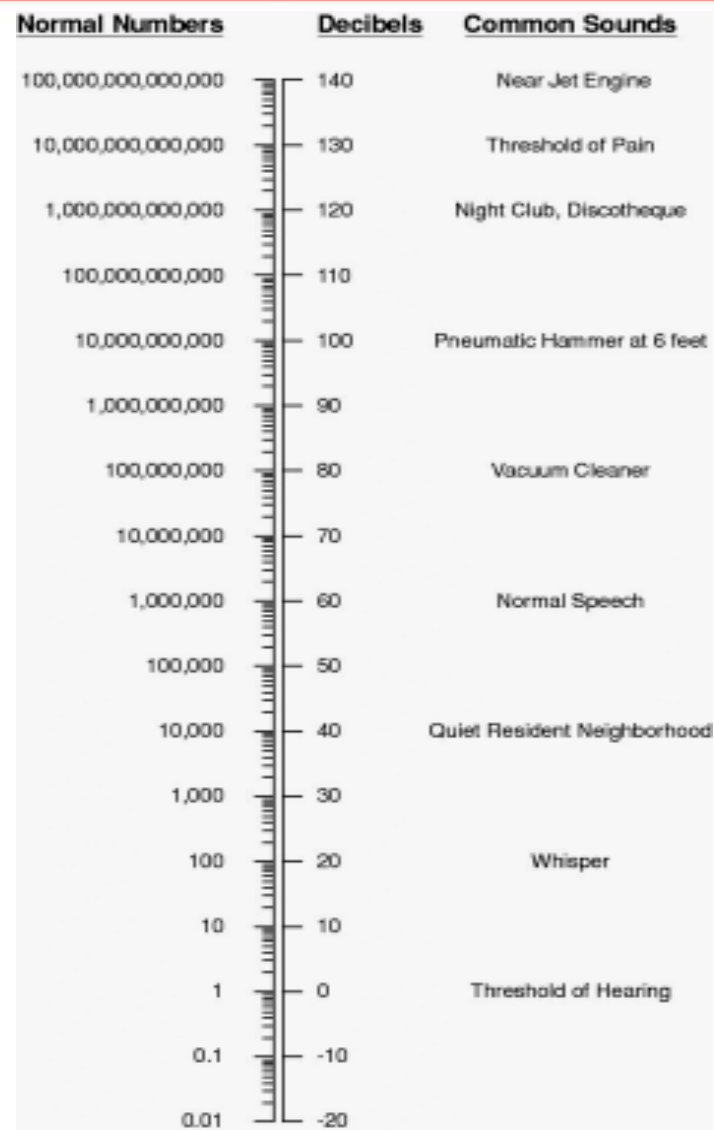 Normal Numbers Decibels Common Sounds
100,000,000,000,000 140 Near Jet Engine
10,000,000,000,000 130 Threshold of Pain
1,000,000,000,000 120 Night Club, Discotheque
100,000,000,000 110
10,000,000,000 100 Pneumatic Hammer at 6 feet
1,000,000,000 90
100,000,000 80 Vacuum Cleaner
10,000,000 70
1,000,000 60 Normal Speech
100,000 50
10,000 40 Quiet Resident Neighborhood
1,000 30
100 20 Whisper
10 10
1 0 Threshold of Hearing
0.1 -10
0.01 -20